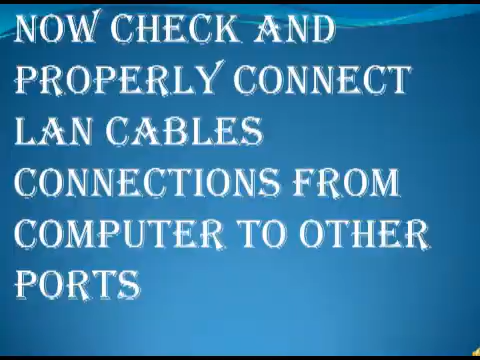 NOW CHECK AND
PROPERLY CONNECT
LAN CABLES
CONNECTIONS FROM
COMPUTER TO OTHER
PORTS